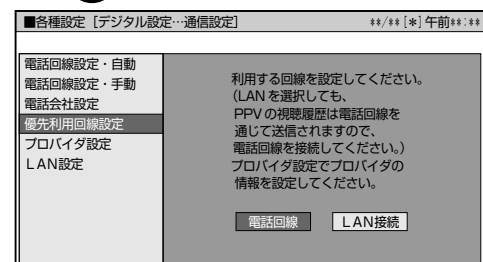 ■各種設定［デジタル設定…通信設定］ **/**[*]午前**:**
電話回線設定・自動
電話回線設定・手動
電話会社設定
優先利用回線設定
プロバイダ設定
LAN設定
利用する回線を設定してください。
(LANを選択しても、
PPVの視聴履歴は電話回線を
通じて送信されますので、
電話回線を接続してください。)
プロバイダ設定でプロバイダの
情報を設定してください。
電話回線 LAN接続